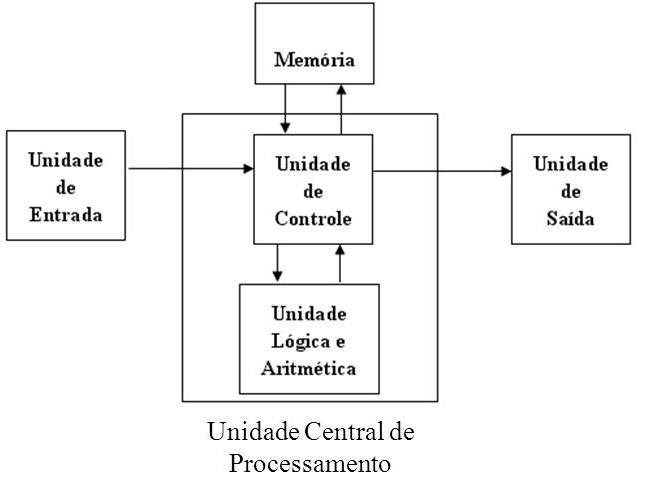 Memória
Unidade
de
Entrada
Unidade
de
Controle
Unidade
de
Saída
Unidade
Lógica e
Aritmética
Unidade Central de
Processamento